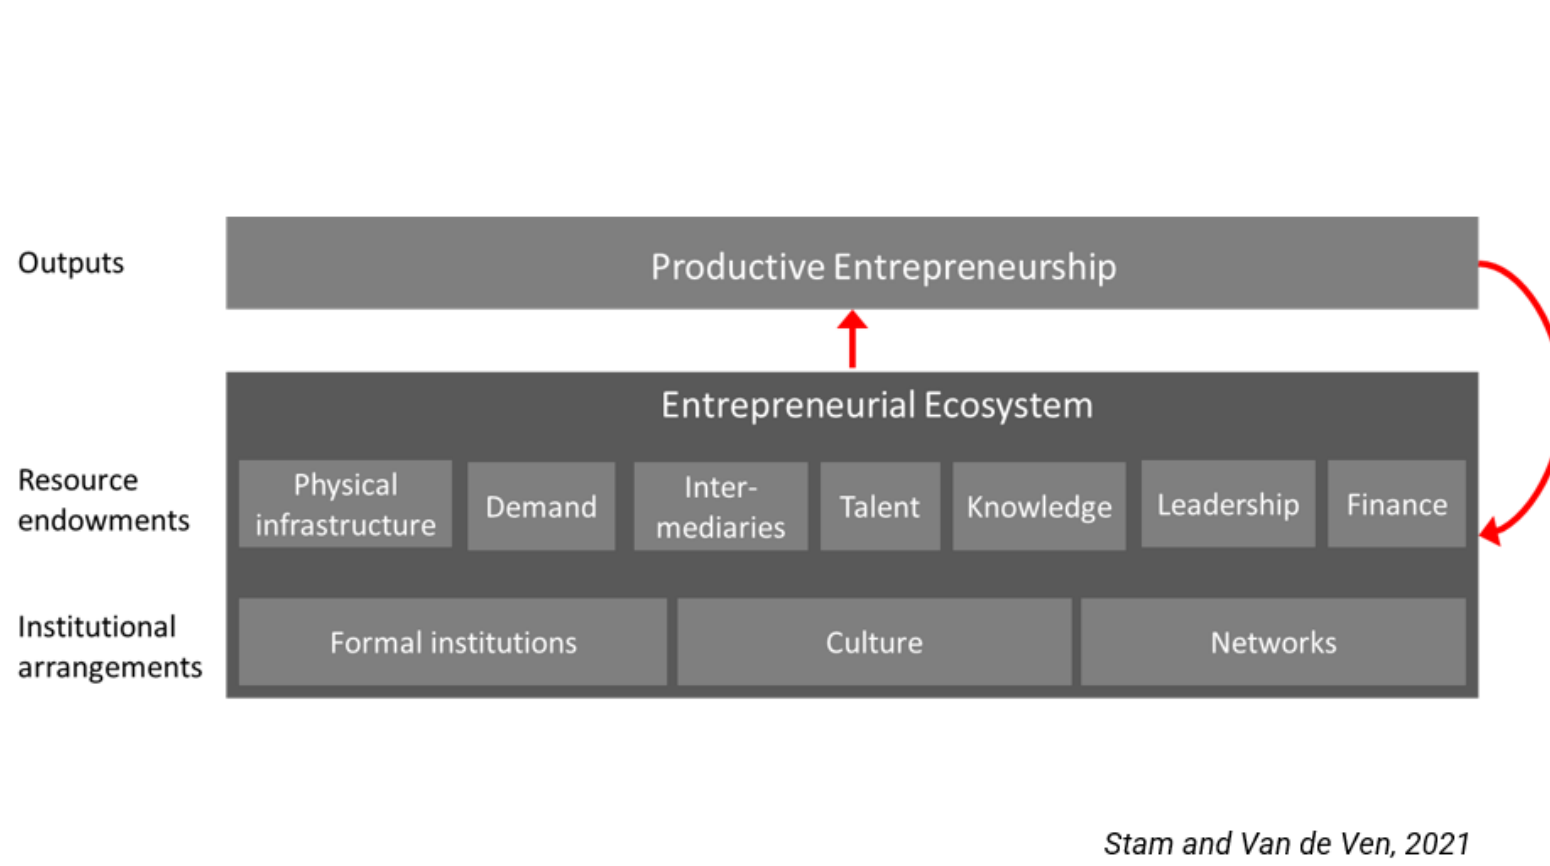 Outputs
Productive Entrepreneurship
Entrepreneurial Ecosystem
Resource
endowments
Physical
infrastructure
Demand
Inter-
mediaries
Talent
Knowledge
Leadership
Finance
Institutional
arrangements
Formal institutions
Culture
Networks
Stam and Van de Ven, 2021